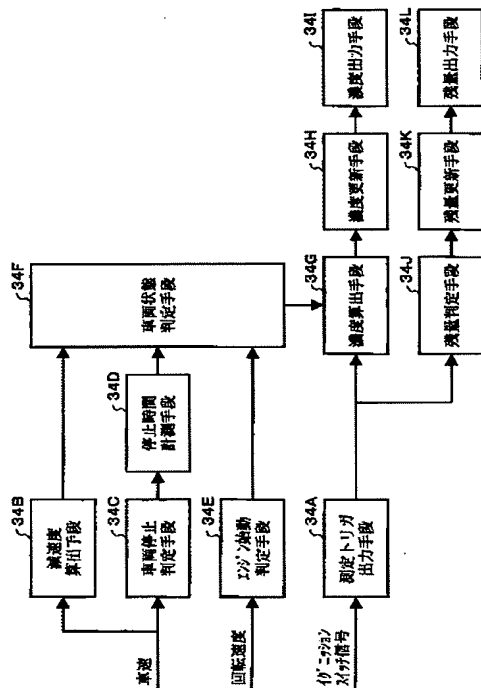 車速
34B
減速度
算出手段
34C
車両停止
判定手段
34D
停止時間
計測手段
34F
車両状態
判定手段
回転速度
34E
エンジン始動
判定手段
イグニッション
スイッチ信号
34A
測定トリガ
出力手段
34G
濃度算出手段
34H
濃度更新手段
34I
濃度出力手段
34J
残量判定手段
34K
残量更新手段
34L
残量出力手段